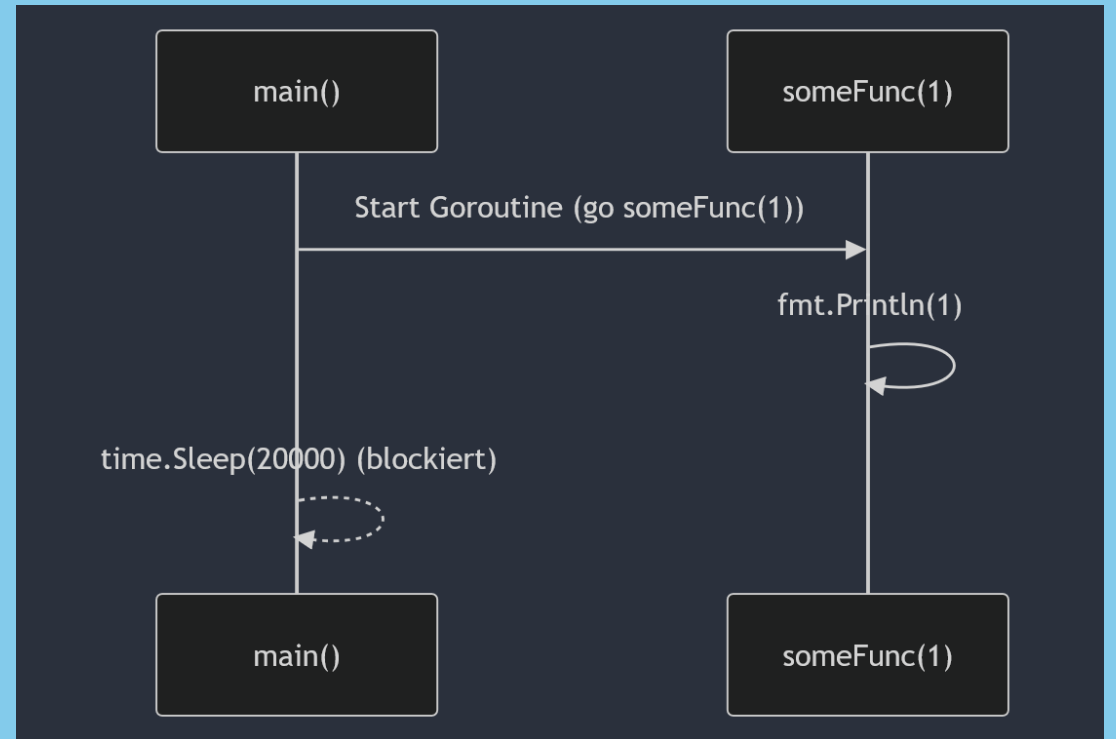 main()
someFunc(1)
Start Goroutine (go someFunc(1))
fmt.Println(1)
time.Sleep(20000) (blockiert)
main()
someFunc(1)